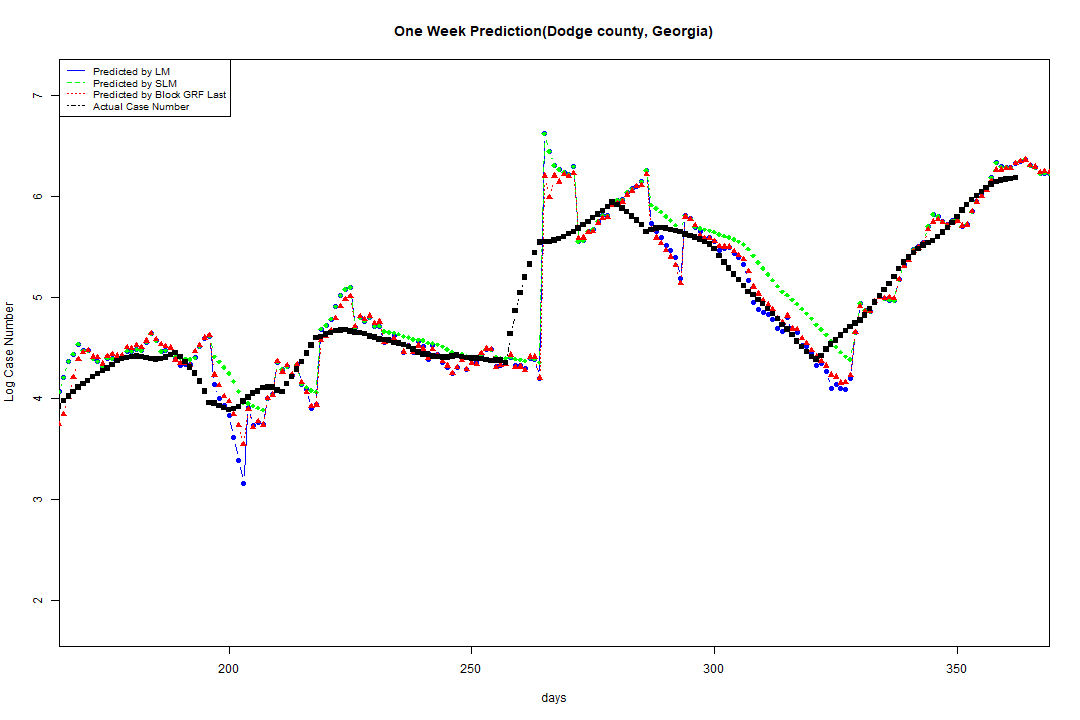 One Week Prediction(Dodge county, Georgia)
Predicted by LM
Predicted by SLM
Predicted by Block GRF Last
Actual Case Number
7
6
5
4
3
2
Log Case Number
200 250 300 350
days